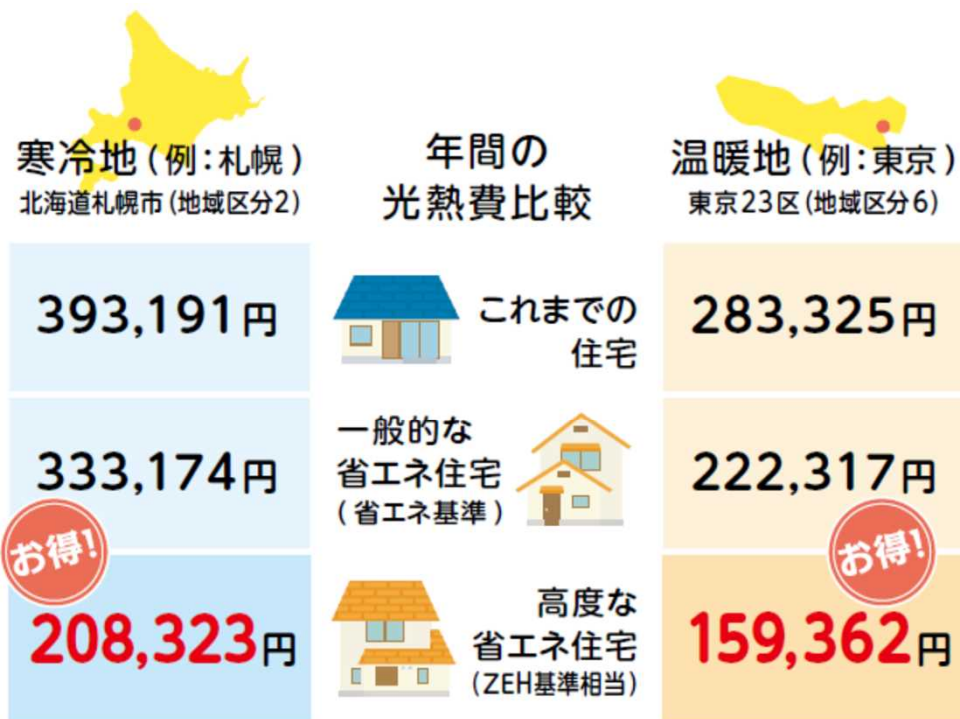 寒冷地(例:札幌)
北海道札幌市(地域区分2)
年間の
光熱費比較
温暖地(例:東京)
東京23区(地域区分6)
393,191円
これまでの
住宅
283,325円
333,174円
一般的な
省エネ住宅
(省エネ基準)
222,317円
お得!
お得!
208,323円
高度な
省エネ住宅
(ZEH基準相当)
159,362円